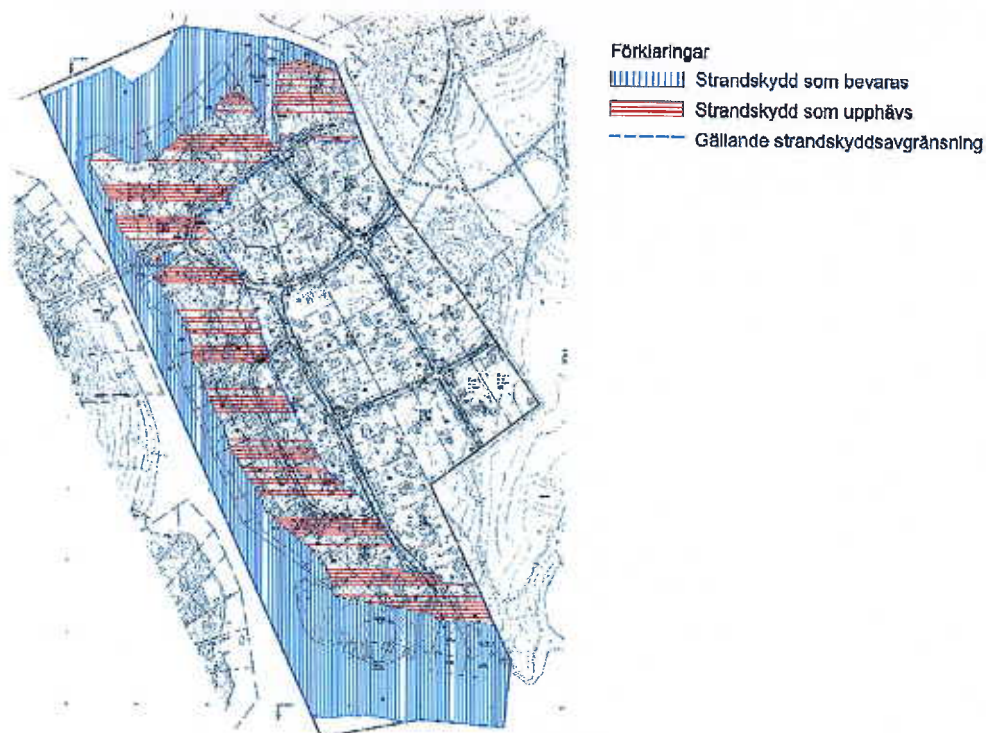 Förklaringar
Strandskydd som bevaras
Strandskydd som upphävs
Gällande strandskyddsavgränsning